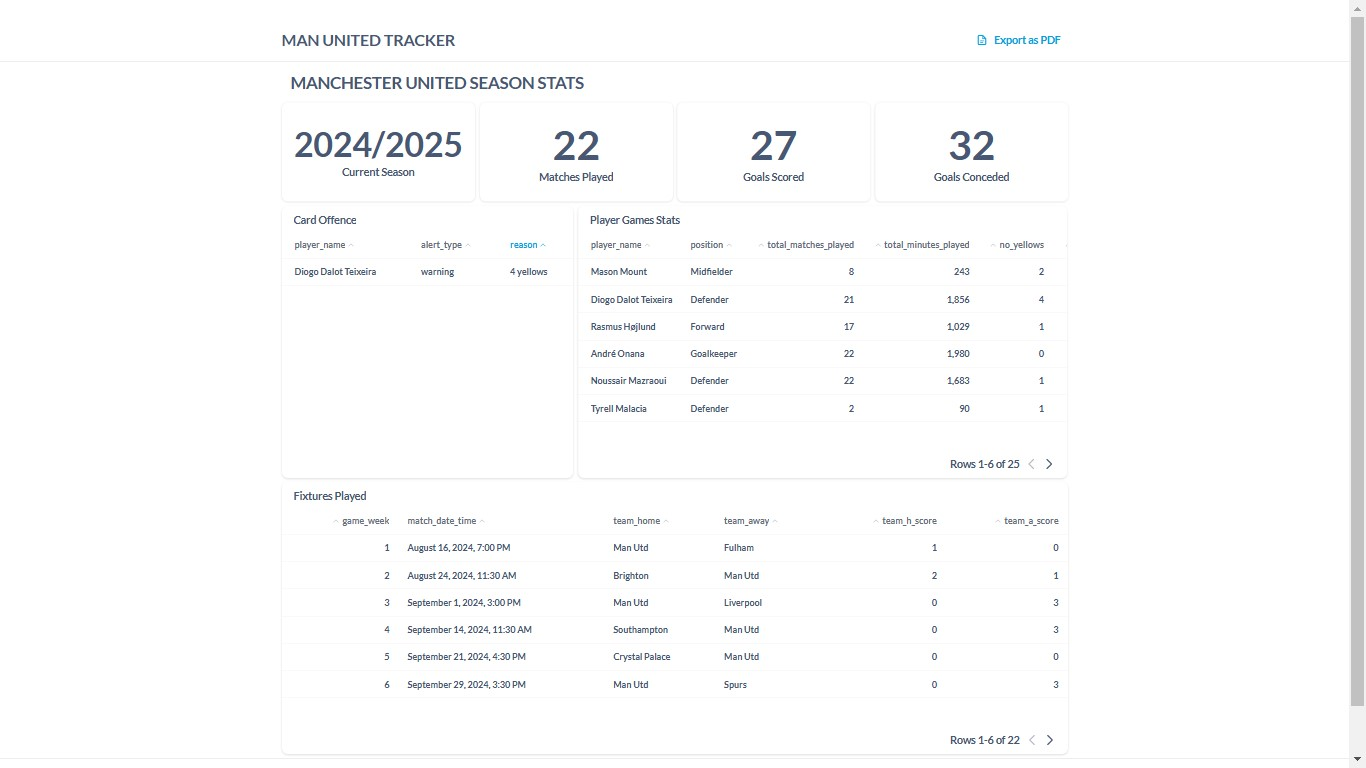 MAN UNITED TRACKER
Export as PDF
MANCHESTER UNITED SEASON STATS
2024/2025
Current Season
22
Matches Played
27
Goals Scored
32
Goals Conceded
Card Offence
player_name alert_type reason
Diogo Dalot Teixeira warning 4 yellows
Player Games Stats
player_name position total_matches_played total_minutes_played no_yellows
Mason Mount Midfielder 8 243 2
Diogo Dalot Teixeira Defender 21 1,856 4
Rasmus Højlund Forward 17 1,029 1
André Onana Goalkeeper 22 1,980 0
Noussair Mazraoui Defender 22 1,683 1
Tyrell Malacia Defender 2 90 1
Rows 1-6 of 25
Fixtures Played
game_week match_date_time team_home team_away team_h_score team_a_score
1 August 16, 2024, 7:00 PM Man Utd Fulham 1 0
2 August 24, 2024, 11:30 AM Brighton Man Utd 2 1
3 September 1, 2024, 3:00 PM Man Utd Liverpool 0 3
4 September 14, 2024, 11:30 AM Southampton Man Utd 0 3
5 September 21, 2024, 4:30 PM Crystal Palace Man Utd 0 0
6 September 29, 2024, 3:30 PM Man Utd Spurs 0 3
Rows 1-6 of 22